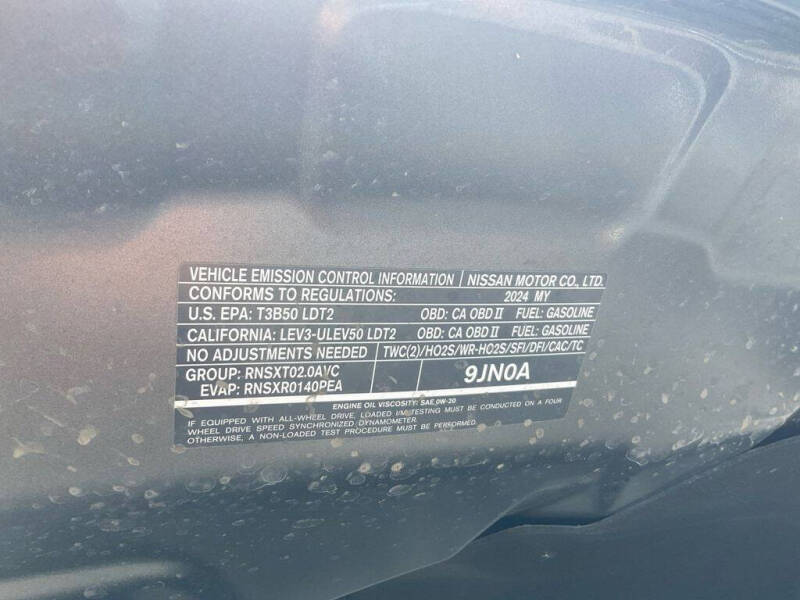 VEHICLE EMISSION CONTROL INFORMATION NISSAN MOTOR CO., LTD.
CONFORMS TO REGULATIONS: 2024 MY
U.S. EPA: T3B50 LDT2 OBD: CA OBD II FUEL: GASOLINE
CALIFORNIA: LEV3-ULEV50 LDT2 OBD: CA OBD II FUEL: GASOLINE
NO ADJUSTMENTS NEEDED TWC(2)/HO2S/WR-HO2S/SFI/DFI/CAC/TC
GROUP: RNSXT02.0AVC 9JN0A
EVAP: RNSXR0140PEA
ENGINE OIL VISCOSITY: SAE 0W-20
IF EQUIPPED WITH ALL-WHEEL DRIVE, LOADED I/M TESTING MUST BE CONDUCTED ON A FOUR
WHEEL DRIVE SPEED SYNCHRONIZED DYNAMOMETER.
OTHERWISE, A NON-LOADED TEST PROCEDURE MUST BE PERFORMED.